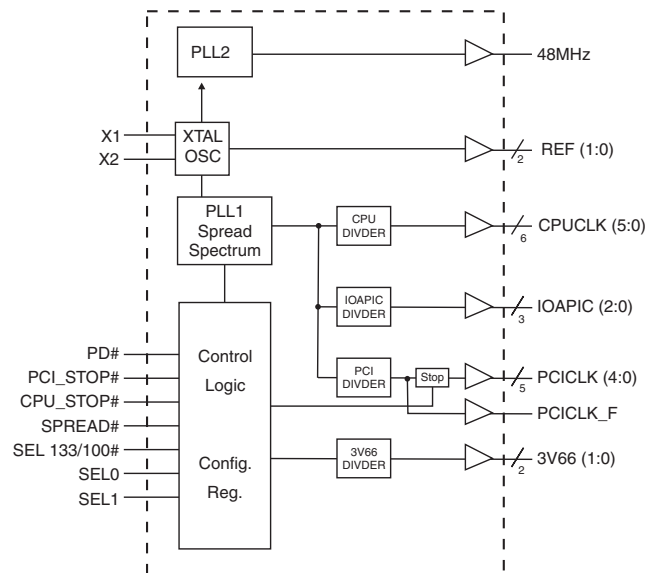 PLL2
48MHz
X1
X2
XTAL
OSC
2
REF (1:0)
PLL1
Spread
Spectrum
CPU
DIVDER
6
CPUCLK (5:0)
IOAPIC
DIVDER
3
IOAPIC (2:0)
PD#
PCI_STOP#
CPU_STOP#
SPREAD#
SEL 133/100#
SEL0
SEL1
Control
Logic
Config.
Reg.
PCI
DIVDER
Stop
5
PCICLK (4:0)
PCICLK_F
3V66
DIVDER
2
3V66 (1:0)